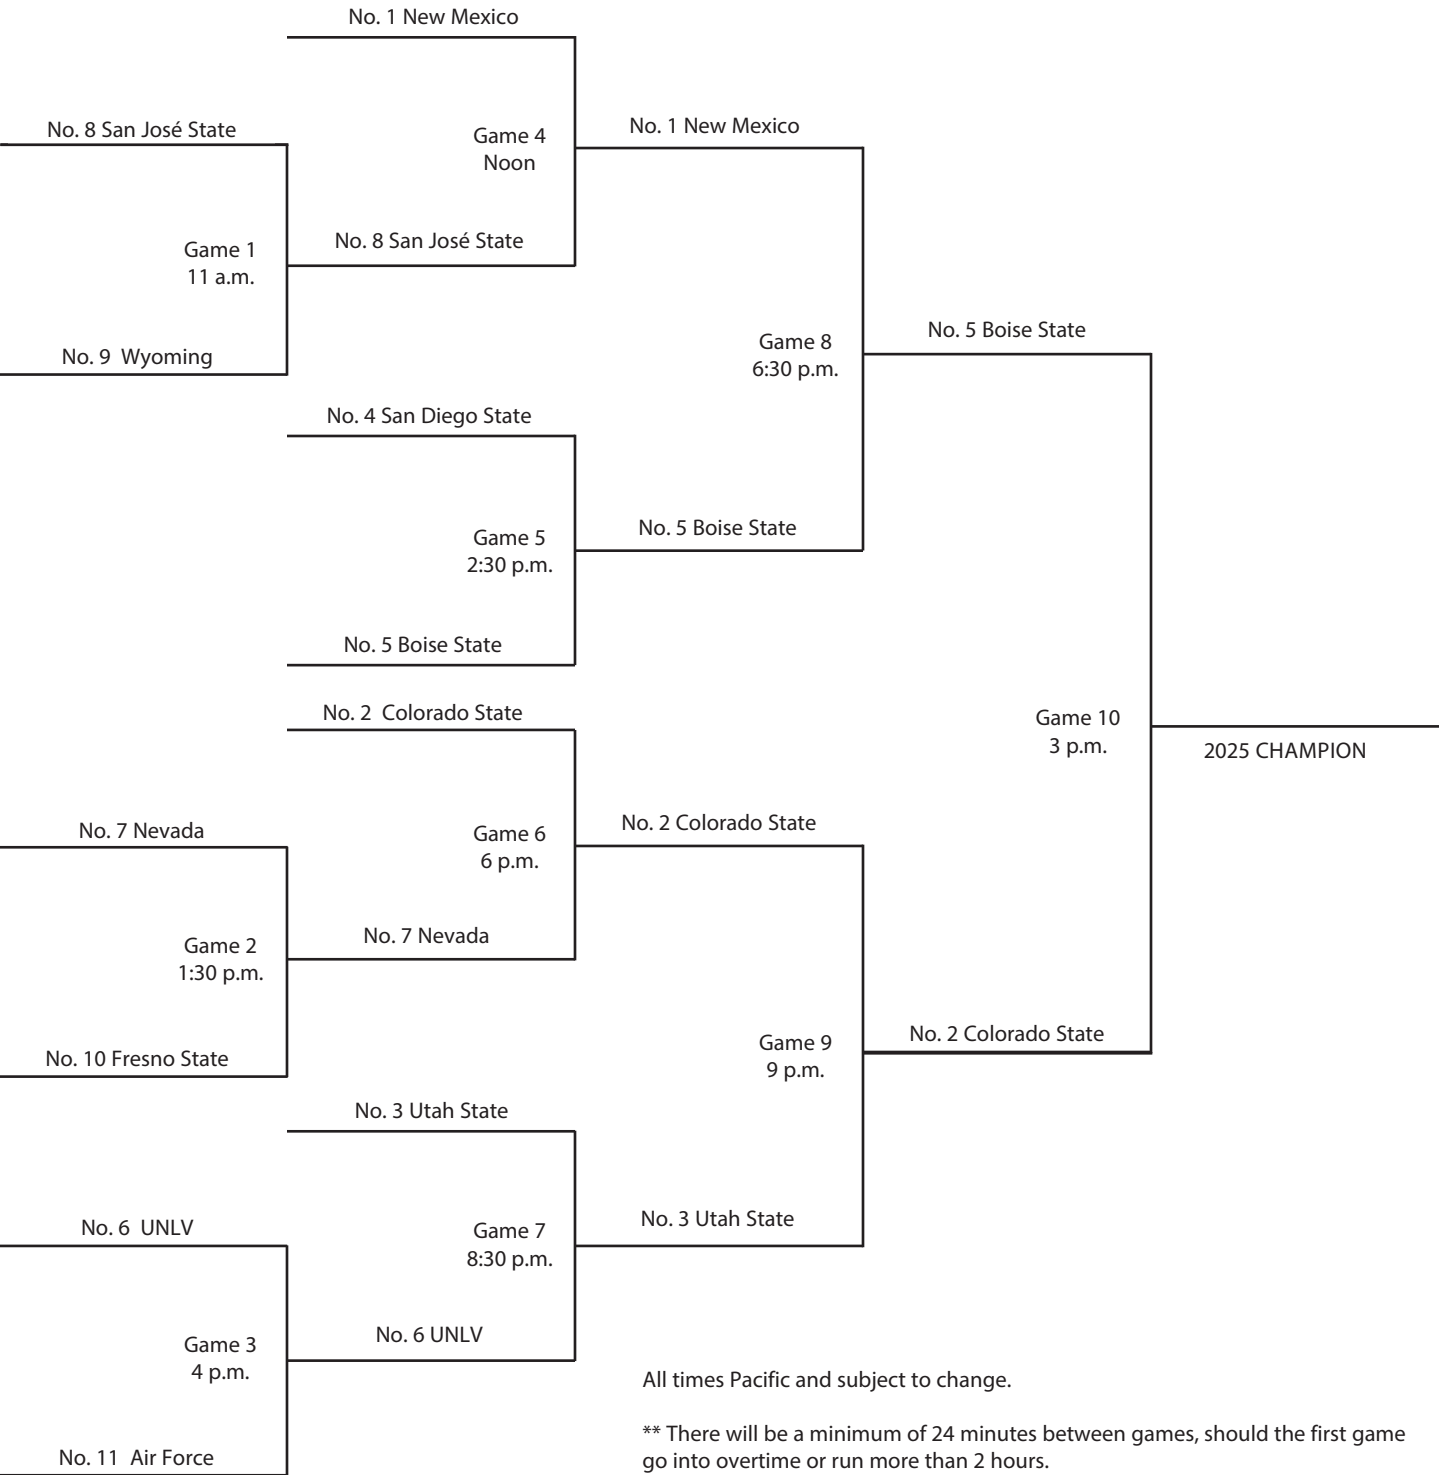 No. 1 New Mexico
No. 8 San José State
Game 4
Noon
No. 1 New Mexico
No. 8 San José State
Game 1
11 a.m.
No. 9  Wyoming
Game 8
6:30 p.m.
No. 5 Boise State
No. 4 San Diego State
Game 5
2:30 p.m.
No. 5 Boise State
No. 5 Boise State
No. 2  Colorado State
Game 10
3 p.m.
2025 CHAMPION
No. 7 Nevada
Game 6
6 p.m.
No. 2 Colorado State
No. 7 Nevada
Game 2
1:30 p.m.
No. 10 Fresno State
Game 9
9 p.m.
No. 2 Colorado State
No. 3 Utah State
No. 6  UNLV
Game 7
8:30 p.m.
No. 3 Utah State
No. 6 UNLV
Game 3
4 p.m.
No. 11  Air Force
All times Pacific and subject to change.
** There will be a minimum of 24 minutes between games, should the first game
go into overtime or run more than 2 hours.